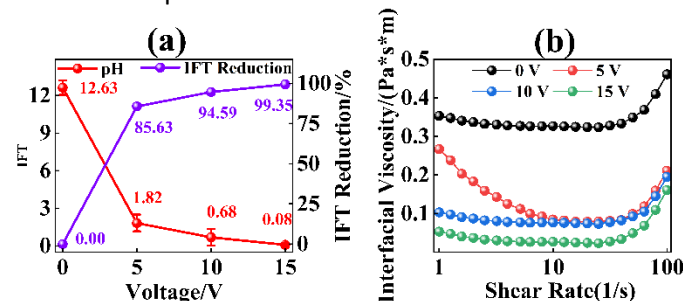 (a)
pH IFT Reduction
12.63
85.63
94.59
99.35
1.82
0.68
0.08
0.00
12
9
6
3
0
IFT
100
75
50
25
0
IFT Reduction/%
0 5 10 15
Voltage/V
(b)
0 V 5 V
10 V 15 V
0.5
0.4
0.3
0.2
0.1
Interfacial Viscosity/(Pa*s*m)
1 10 100
Shear Rate(1/s)